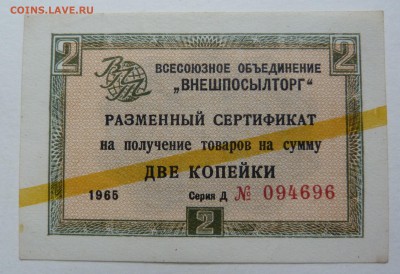 COINS.LAVE.RU
2 2
ВСЕСОЮЗНОЕ ОБЪЕДИНЕНИЕ
„ВНЕШПОСЫЛТОРГ"
РАЗМЕННЫЙ СЕРТИФИКАТ
на получение товаров на сумму
ДВЕ КОПЕЙКИ
1965 Серия Д № 094696
2